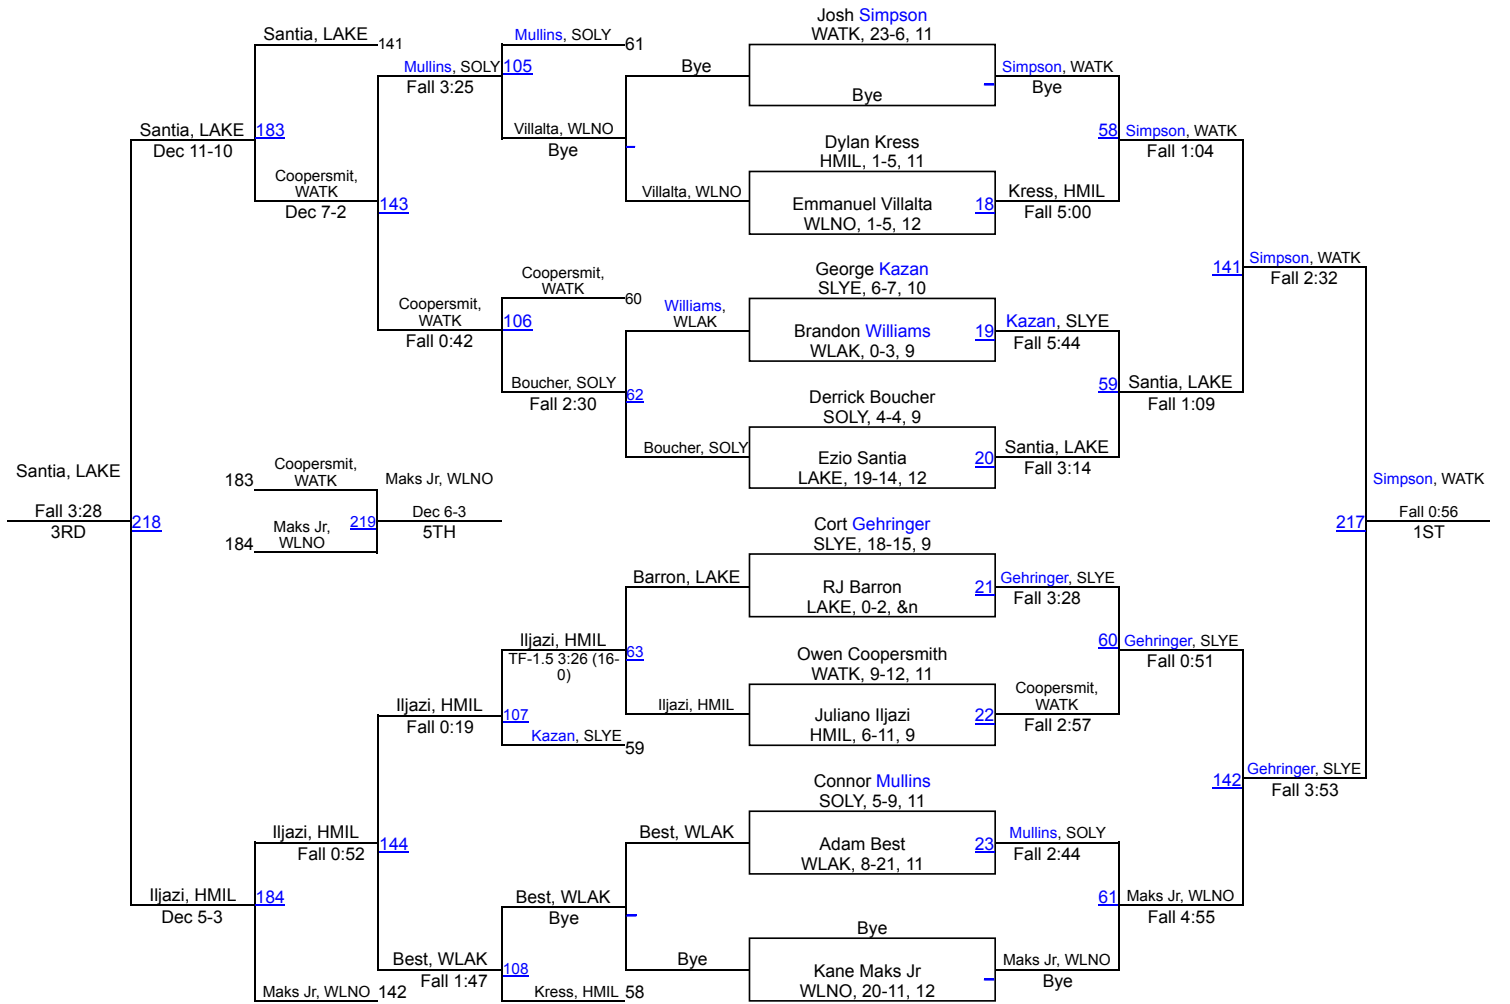 Josh Simpson
WATK, 23-6, 11
Bye
Dylan Kress
HMIL, 1-5, 11
Emmanuel Villalta
WLNO, 1-5, 12
18
George Kazan
SLYE, 6-7, 10
Brandon Williams
WLAK, 0-3, 9
19
Derrick Boucher
SOLY, 4-4, 9
Ezio Santia
LAKE, 19-14, 12
20
Cort Gehringer
SLYE, 18-15, 9
RJ Barron
LAKE, 0-2, &n
21
Owen Coopersmith
WATK, 9-12, 11
Juliano Iljazi
HMIL, 6-11, 9
22
Connor Mullins
SOLY, 5-9, 11
Adam Best
WLAK, 8-21, 11
23
Bye
Kane Maks Jr
WLNO, 20-11, 12
Simpson, WATK
Bye
58
Kress, HMIL
Fall 5:00
Kazan, SLYE
Fall 5:44
59
Santia, LAKE
Fall 3:14
Gehringer, SLYE
Fall 3:28
60
Coopersmit,
WATK
Fall 2:57
Mullins, SOLY
Fall 2:44
61
Maks Jr, WLNO
Bye
Simpson, WATK
Fall 1:04
141
Santia, LAKE
Fall 1:09
Gehringer, SLYE
Fall 0:51
142
Maks Jr, WLNO
Fall 4:55
Simpson, WATK
Fall 2:32
217
Gehringer, SLYE
Fall 3:53
Simpson, WATK
Fall 0:56
1ST
Bye
Villalta, WLNO
Williams,
WLAK
62
Boucher, SOLY
Barron, LAKE
63
Iljazi, HMIL
Best, WLAK
Bye
Mullins, SOLY
61
105
Villalta, WLNO
Bye
Coopersmit,
WATK
60
106
Boucher, SOLY
Fall 2:30
Iljazi, HMIL
TF-1.5 3:26 (16-
0)
107
Kazan, SLYE
59
Best, WLAK
Bye
108
Kress, HMIL
58
Mullins, SOLY
Fall 3:25
143
Coopersmit,
WATK
Fall 0:42
Iljazi, HMIL
Fall 0:19
144
Best, WLAK
Fall 1:47
Santia, LAKE
141
183
Coopersmit,
WATK
Dec 7-2
Iljazi, HMIL
Fall 0:52
184
Maks Jr, WLNO
142
Santia, LAKE
Dec 11-10
218
Iljazi, HMIL
Dec 5-3
Santia, LAKE
Fall 3:28
3RD
183
Coopersmit,
WATK
219
184
Maks Jr,
WLNO
Maks Jr, WLNO
Dec 6-3
5TH